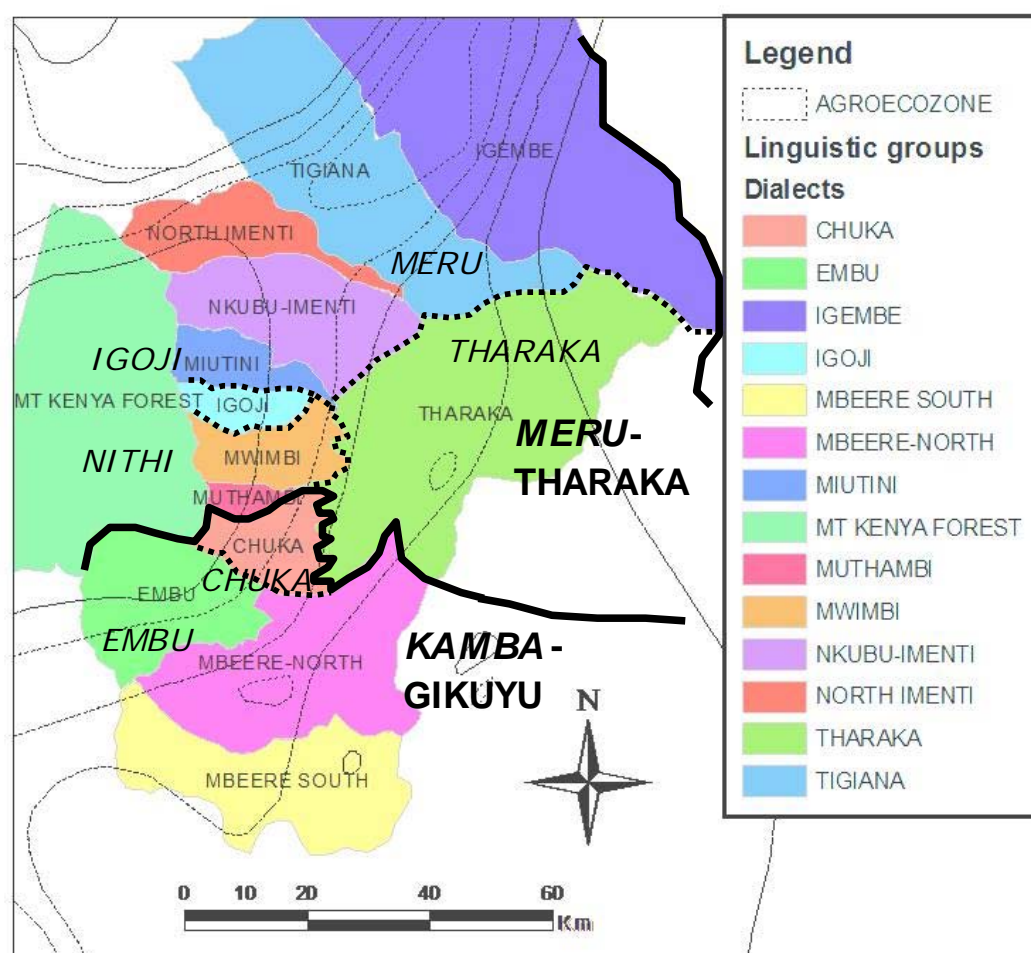 IGEMBE
TIGIANA
NORTH IMENTI
MERU
NKUBU-IMENTI
THARAKA
IGOJI
MIUTINI
MT KENYA FOREST
IGOJI
THARAKA
MERU-
THARAKA
NITHI
MWIMBI
MUTHAMBI
CHUKA
CHUKA
EMBU
EMBU
MBEERE-NORTH
KAMBA-
GIKUYU
N
MBEERE SOUTH
0 10 20 40 60
Km
Legend
AGROECOZONE
Linguistic groups
Dialects
CHUKA
EMBU
IGEMBE
IGOJI
MBEERE SOUTH
MBEERE-NORTH
MIUTINI
MT KENYA FOREST
MUTHAMBI
MWIMBI
NKUBU-IMENTI
NORTH IMENTI
THARAKA
TIGIANA